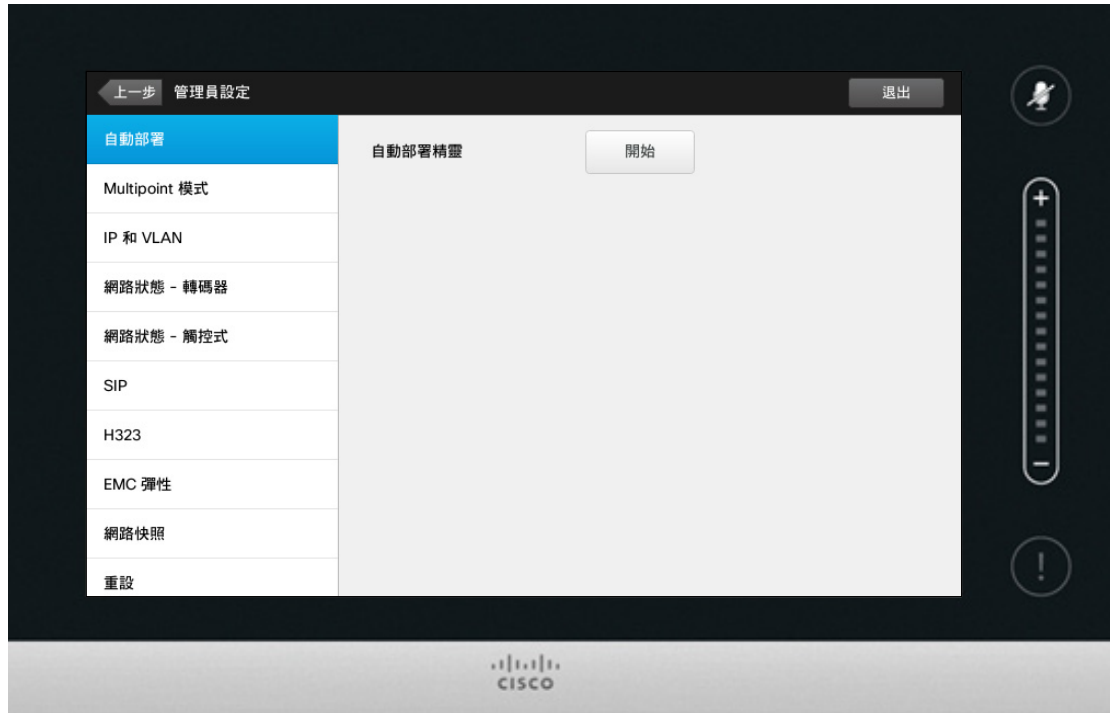 上一步 管理員設定 退出
自動部署
自動部署精靈 開始
Multipoint 模式
IP 和 VLAN
網路狀態 - 轉碼器
網路狀態 - 觸控式
SIP
H323
EMC 彈性
網路快照
重設
CISCO